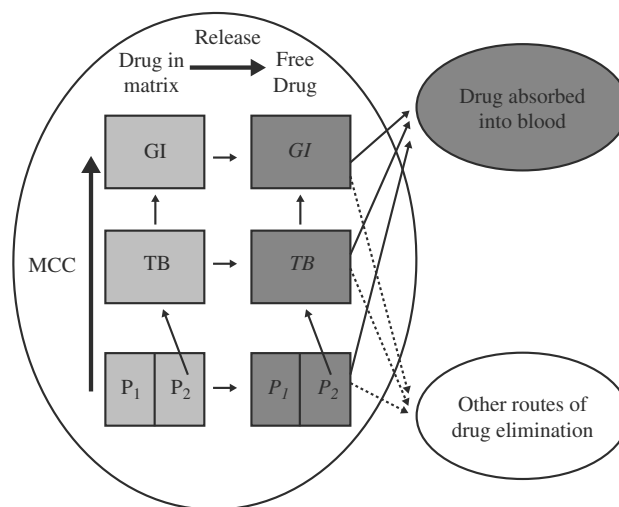 Release
Drug in
matrix
Free
Drug
Drug absorbed
into blood
GI
GI
MCC
TB
TB
P1
P2
P1
P2
Other routes of
drug elimination